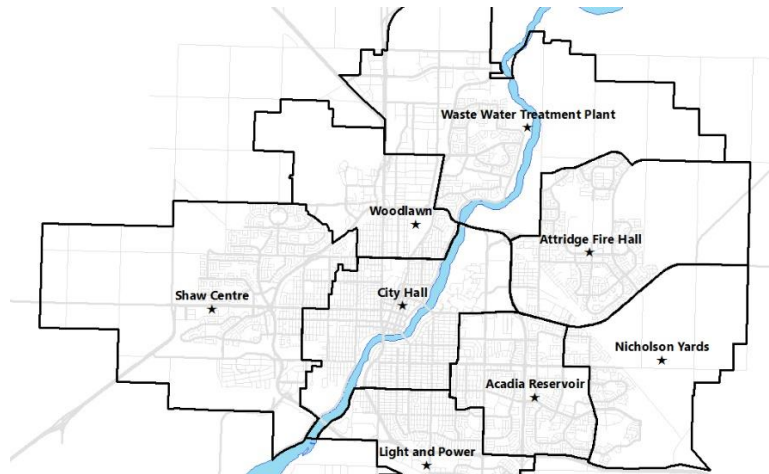 Waste Water Treatment Plant
Woodlawn
Attridge Fire Hall
Shaw Centre
City Hall
Nicholson Yards
Acadia Reservoir
Light and Power